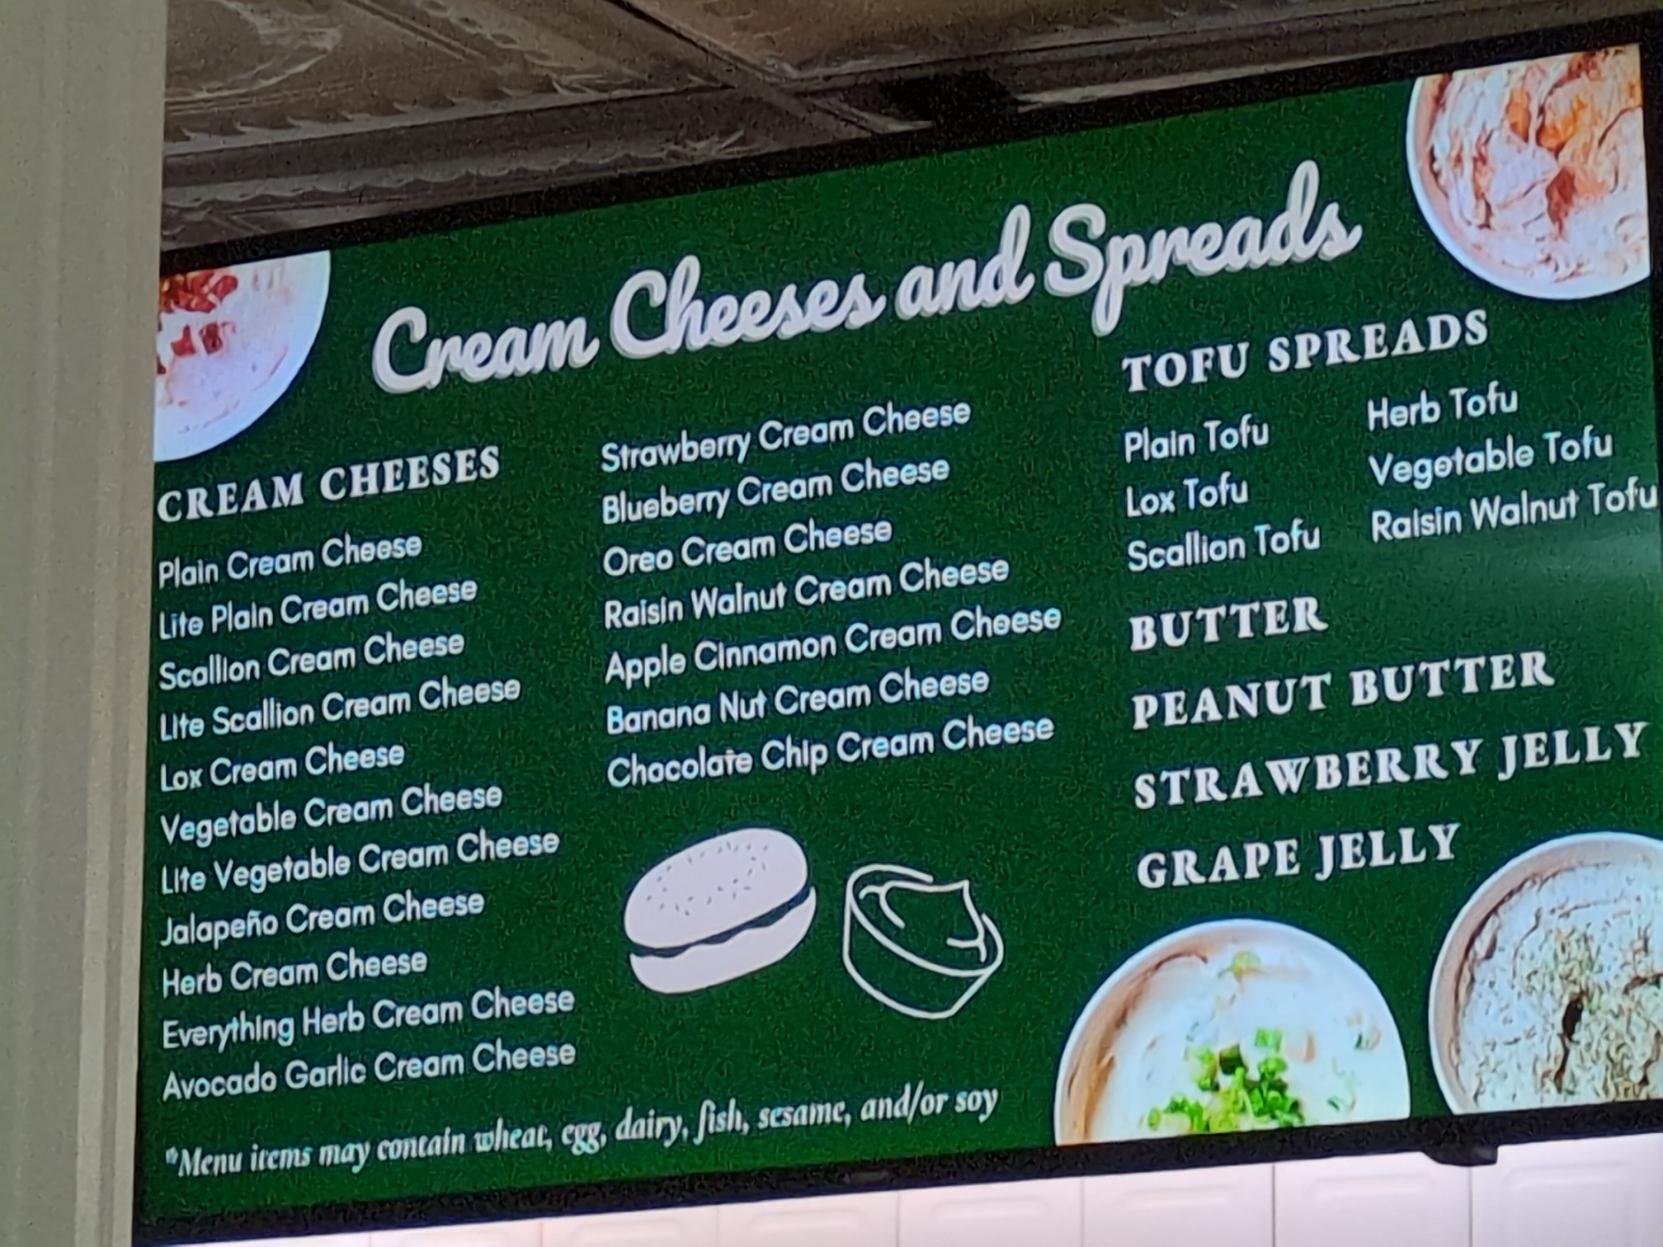 Cream Cheeses and Spreads
CREAM CHEESES
Plain Cream Cheese
Lite Plain Cream Cheese
Scallion Cream Cheese
Lite Scallion Cream Cheese
Lox Cream Cheese
Vegetable Cream Cheese
Lite Vegetable Cream Cheese
Jalapeño Cream Cheese
Herb Cream Cheese
Everything Herb Cream Cheese
Avocado Garlic Cream Cheese
Strawberry Cream Cheese
Blueberry Cream Cheese
Oreo Cream Cheese
Raisin Walnut Cream Cheese
Apple Cinnamon Cream Cheese
Banana Nut Cream Cheese
Chocolate Chip Cream Cheese
TOFU SPREADS
Plain Tofu
Lox Tofu
Scallion Tofu
Herb Tofu
Vegetable Tofu
Raisin Walnut Tofu
BUTTER
PEANUT BUTTER
STRAWBERRY JELLY
GRAPE JELLY
*Menu items may contain wheat, egg, dairy, fish, sesame, and/or soy